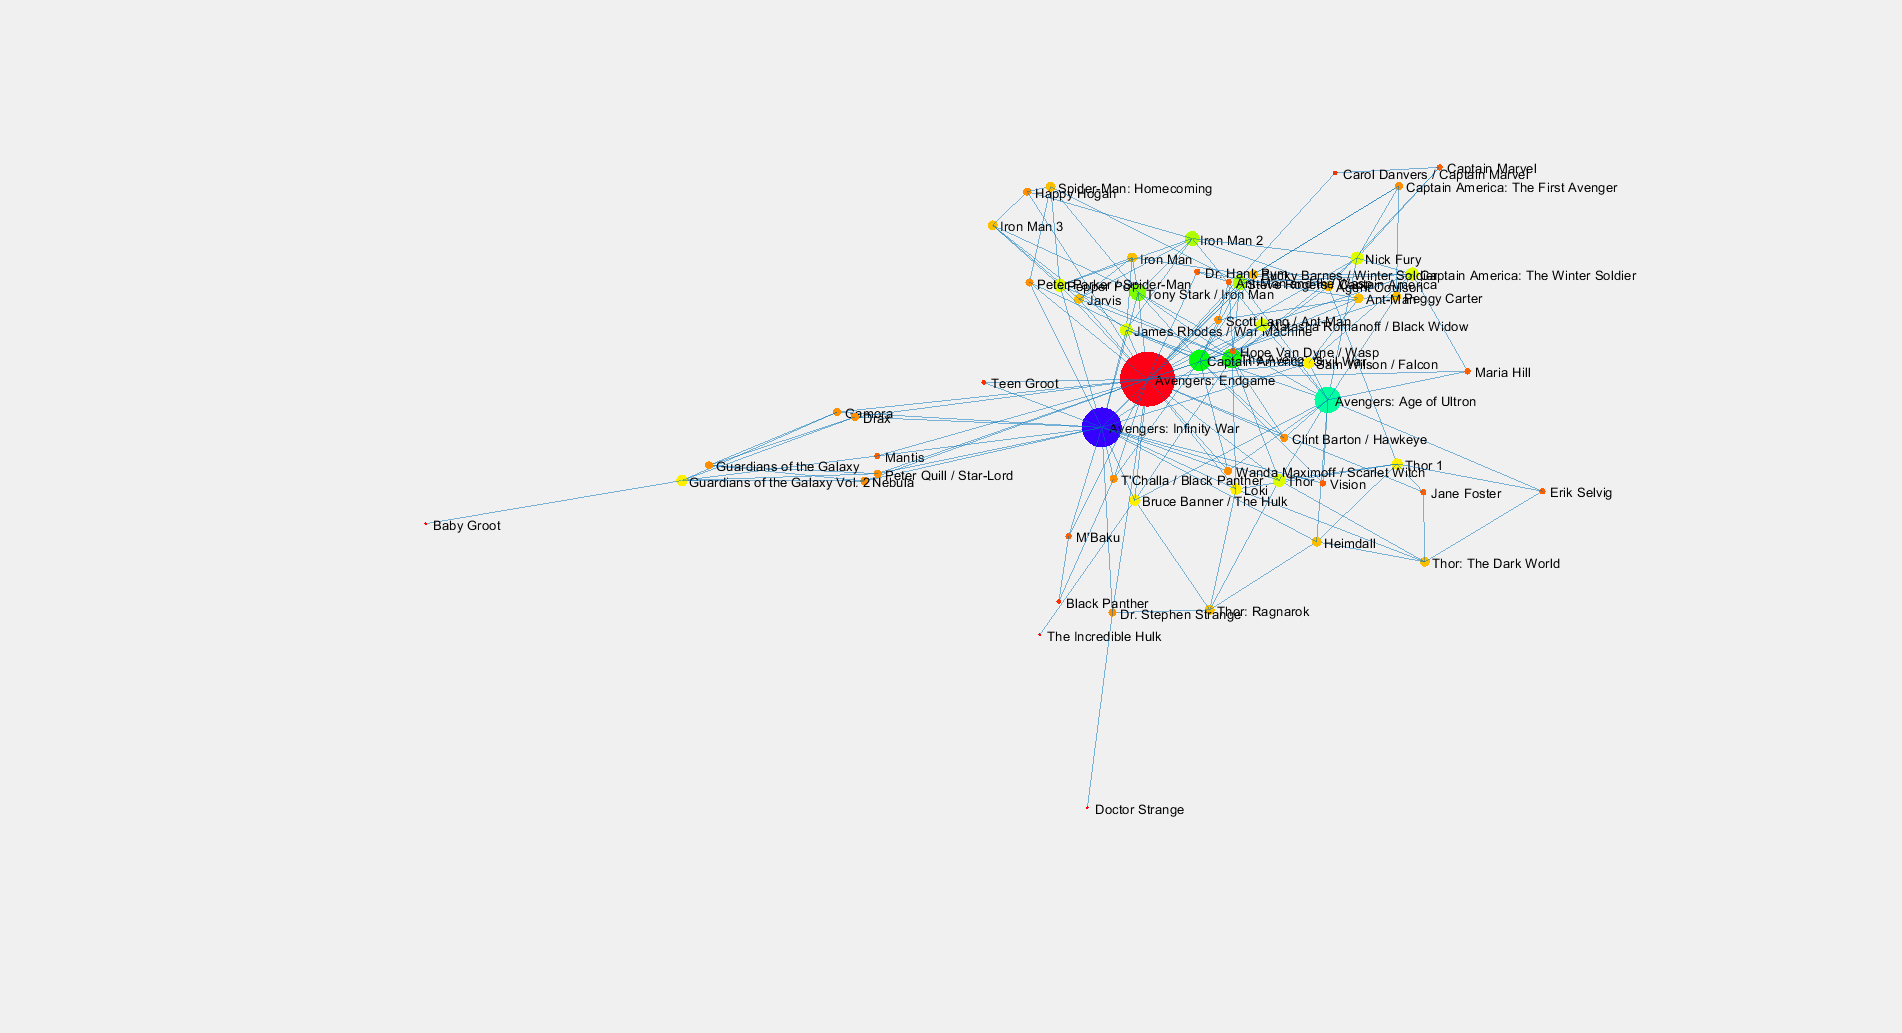 Captain Marvel
Carol Danvers / Captain Marvel
Spider-Man: Homecoming
Captain America: The First Avenger
Happy Hogan
Iron Man 3
Iron Man 2
Iron Man
Nick Fury
Dr. Hank Pym
Bucky Barnes / Winter Soldier
Captain America: The Winter Soldier
Peter Parker / Spider-Man
Pepper Potts
Ant-Man and the Wasp
Steve Rogers / Captain America
Agent Coulson
Tony Stark / Iron Man
Jarvis
Ant-Man
Peggy Carter
Scott Lang / Ant-Man
Natasha Romanoff / Black Widow
James Rhodes / War Machine
Hope Van Dyne / Wasp
The Avengers
Captain America: Civil War
Sam Wilson / Falcon
Maria Hill
Avengers: Endgame
Teen Groot
Avengers: Age of Ultron
Gamora
Drax
Avengers: Infinity War
Clint Barton / Hawkeye
Mantis
Guardians of the Galaxy
Thor 1
Wanda Maximoff / Scarlet Witch
Peter Quill / Star-Lord
T'Challa / Black Panther
Guardians of the Galaxy Vol. 2
Nebula
Thor
Vision
Loki
Jane Foster
Erik Selvig
Bruce Banner / The Hulk
Baby Groot
M'Baku
Heimdall
Thor: The Dark World
Black Panther
Thor: Ragnarok
Dr. Stephen Strange
The Incredible Hulk
Doctor Strange